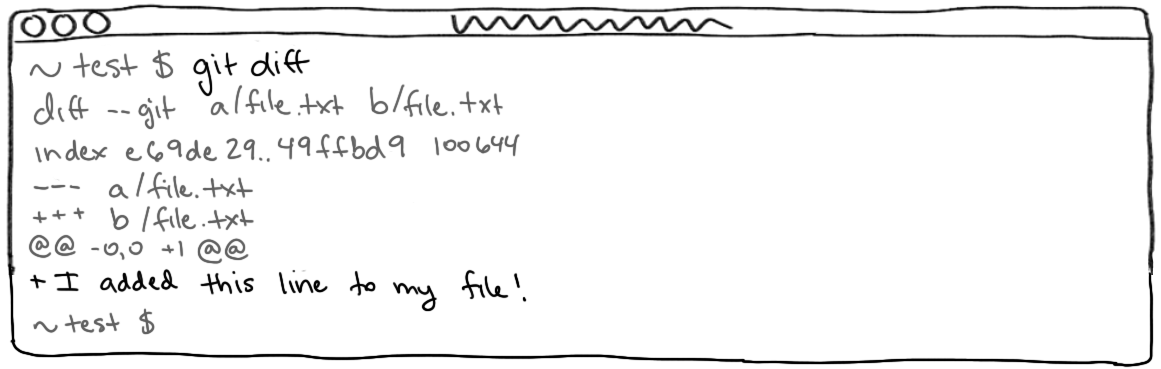 ~ test $ git diff
diff --git a/file.txt b/file.txt
index e69de29..49ffbd9 100644
--- a/file.txt
+++ b/file.txt
@@ -0,0 +1 @@
+ I added this line to my file!
~ test $